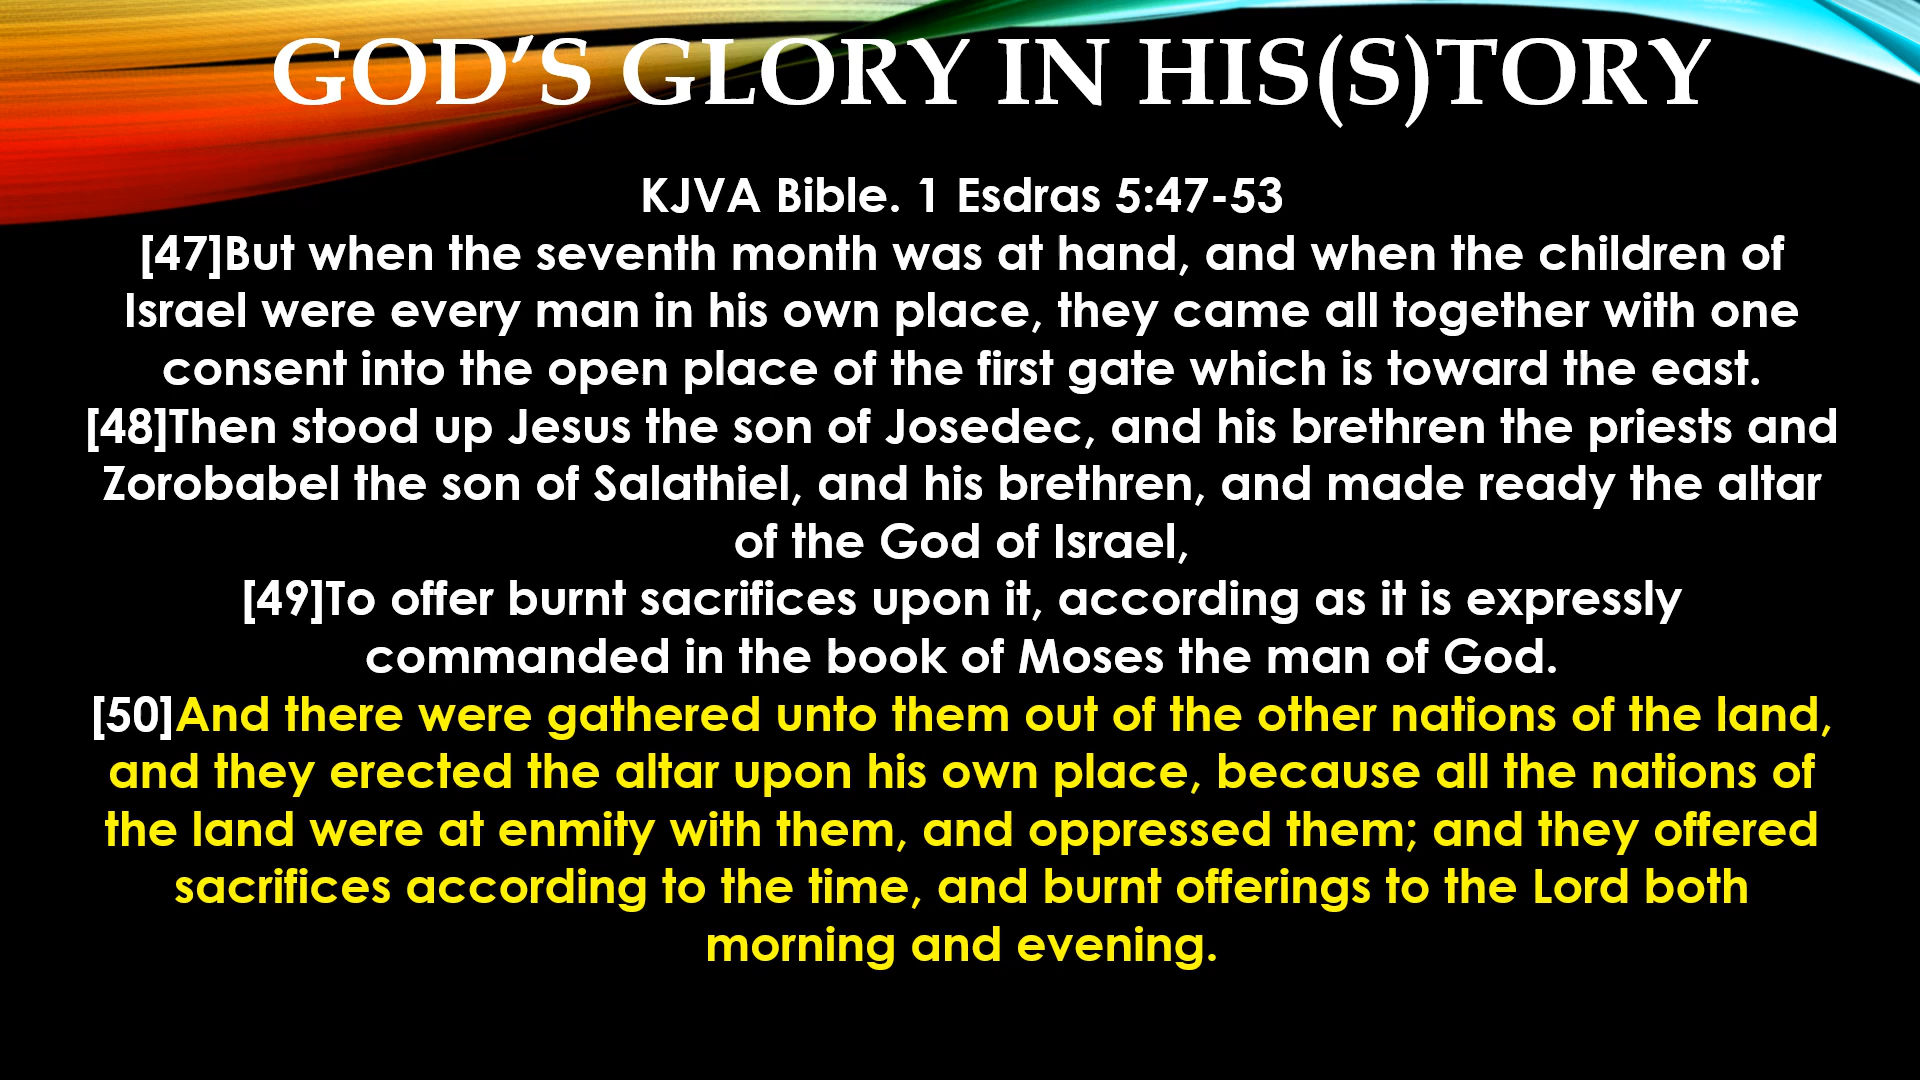 GOD’S GLORY IN HIS(S)TORY
KJVA Bible. 1 Esdras 5:47-53
[47]But when the seventh month was at hand, and when the children of
Israel were every man in his own place, they came all together with one
consent into the open place of the first gate which is toward the east.
[48]Then stood up Jesus the son of Josedec, and his brethren the priests and
Zorobabel the son of Salathiel, and his brethren, and made ready the altar
of the God of Israel,
[49]To offer burnt sacrifices upon it, according as it is expressly
commanded in the book of Moses the man of God.
[50]And there were gathered unto them out of the other nations of the land,
and they erected the altar upon his own place, because all the nations of
the land were at enmity with them, and oppressed them; and they offered
sacrifices according to the time, and burnt offerings to the Lord both
morning and evening.